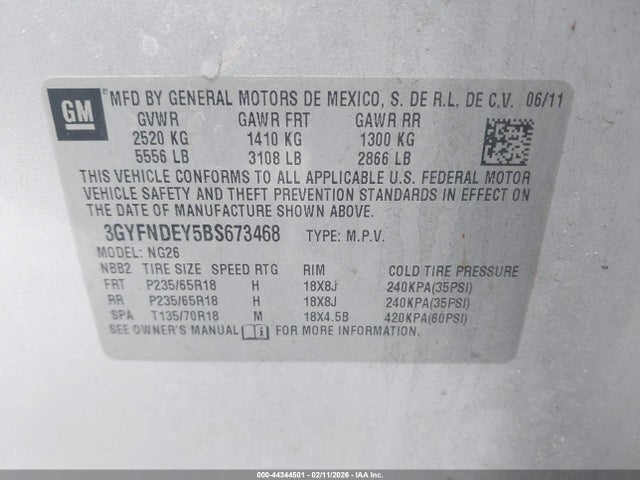 GM
MFD BY GENERAL MOTORS DE MEXICO, S. DE R.L. DE C.V. 06/11
GVWR GAWR FRT GAWR RR
2520 KG 1410 KG 1300 KG
5556 LB 3108 LB 2866 LB
THIS VEHICLE CONFORMS TO ALL APPLICABLE U.S. FEDERAL MOTOR
VEHICLE SAFETY AND THEFT PREVENTION STANDARDS IN EFFECT ON
THE DATE OF MANUFACTURE SHOWN ABOVE.
3GYFNDEY5BS673468 TYPE: M.P.V.
MODEL: NG26
NBB2 TIRE SIZE SPEED RTG RIM COLD TIRE PRESSURE
FRT P235/65R18 H 18X8J 240KPA(35PSI)
RR P235/65R18 H 18X8J 240KPA(35PSI)
SPA T135/70R18 M 18X4.5B 420KPA(60PSI)
SEE OWNER'S MANUAL FOR MORE INFORMATION.
000-44344501 - 02/11/2026 - IAAI.com